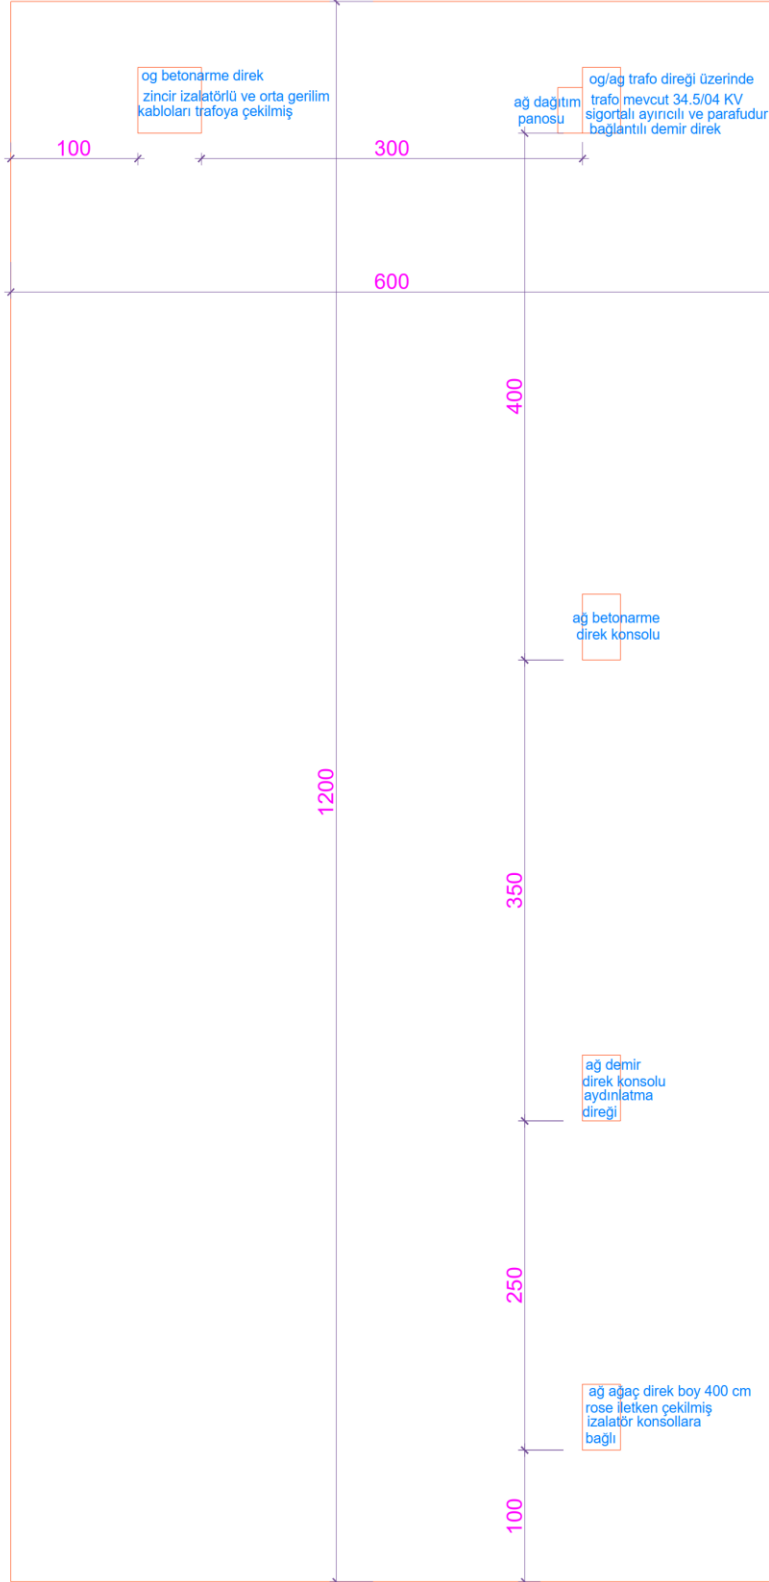 og betonarme direk
zincir izalatörlü ve orta gerilim
kabloları trafoya çekilmiş
ağ dağıtım
panosu
og/ag trafo direği üzerinde
trafo mevcut 34.5/04 KV
sigortalı ayırıcılı ve parafudur
bağlantılı demir direk
100
300
600
400
ağ betonarme
direk konsolu
1200
350
ağ demir
direk konsolu
aydınlatma
direği
250
ağ ağaç direk boy 400 cm
rose iletken çekilmiş
izalatör konsollara
bağlı
100